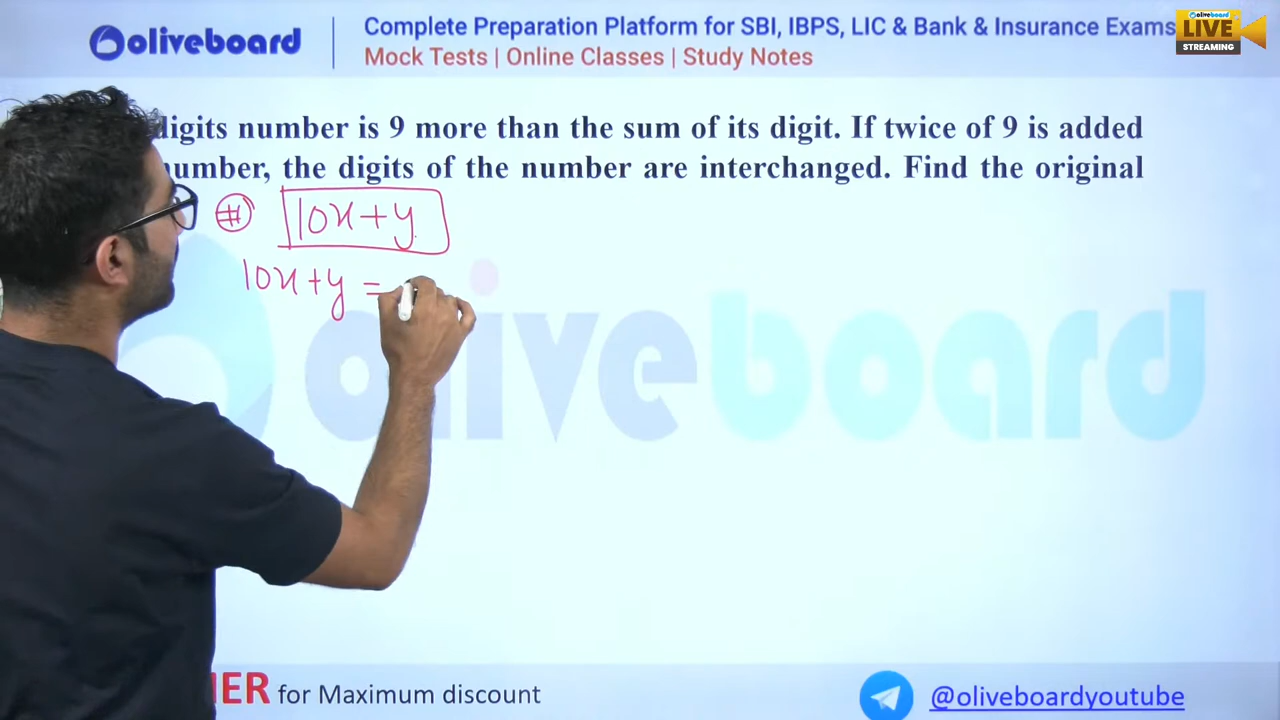 oliveboard
Complete Preparation Platform for SBI, IBPS, LIC & Bank & Insurance Exams
Mock Tests | Online Classes | Study Notes
oliveboard
LIVE
STREAMING
digits number is 9 more than the sum of its digit. If twice of 9 is added
number, the digits of the number are interchanged. Find the original
10x+y
10x+y =
oliveboard
for Maximum discount
@oliveboardyoutube